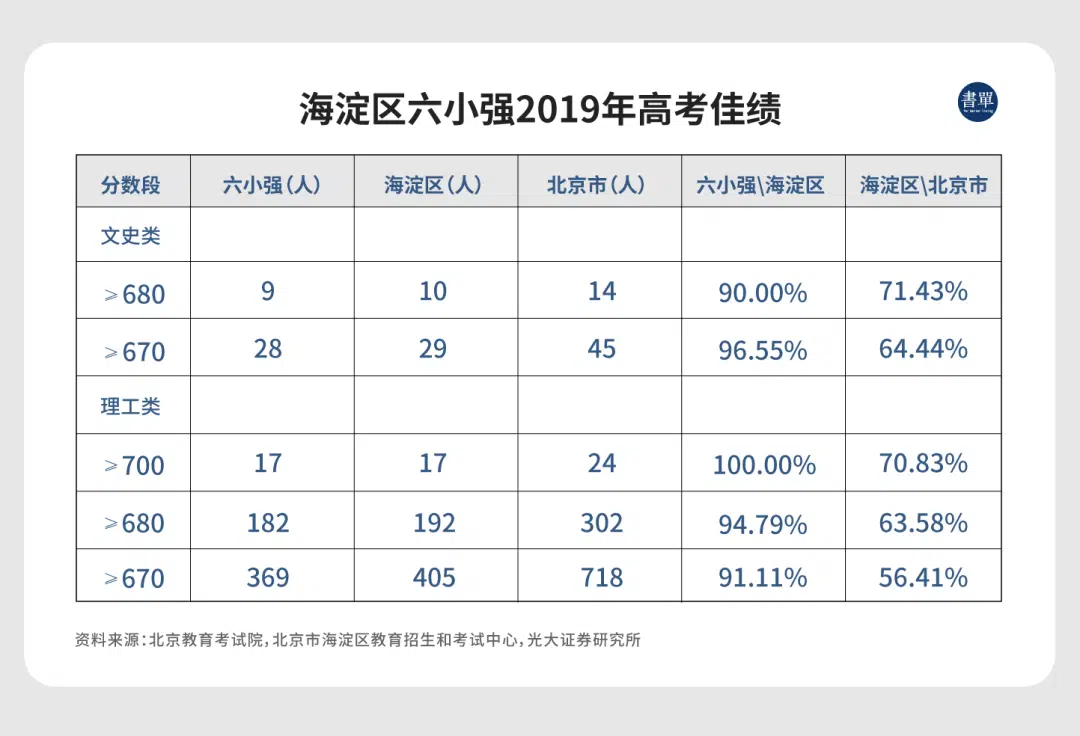 海淀区六小强2019年高考佳绩
書單
分数段 六小强(人) 海淀区(人) 北京市(人) 六小强\海淀区 海淀区\北京市
文史类
≥680 9 10 14 90.00% 71.43%
≥670 28 29 45 96.55% 64.44%
理工类
≥700 17 17 24 100.00% 70.83%
≥680 182 192 302 94.79% 63.58%
≥670 369 405 718 91.11% 56.41%
资料来源:北京教育考试院,北京市海淀区教育招生和考试中心,光大证券研究所